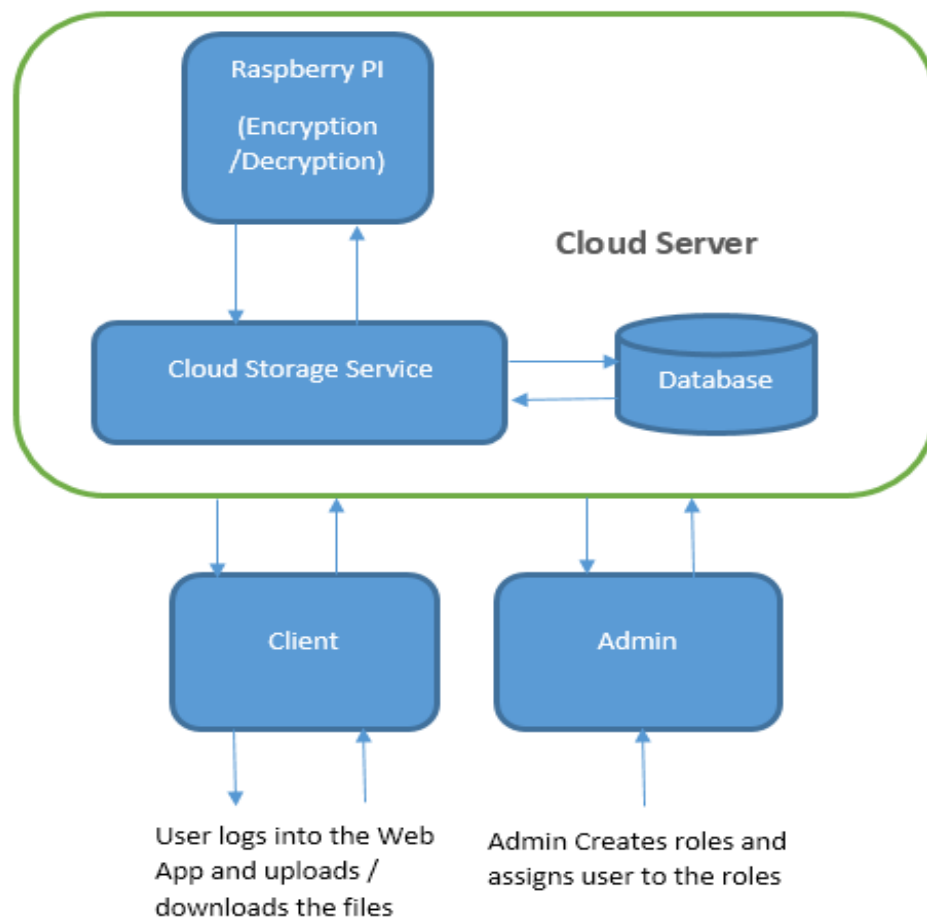 Raspberry PI
(Encryption
/Decryption)
Cloud Server
Cloud Storage Service
Database
Client
Admin
User logs into the Web
App and uploads /
downloads the files
Admin Creates roles and
assigns user to the roles